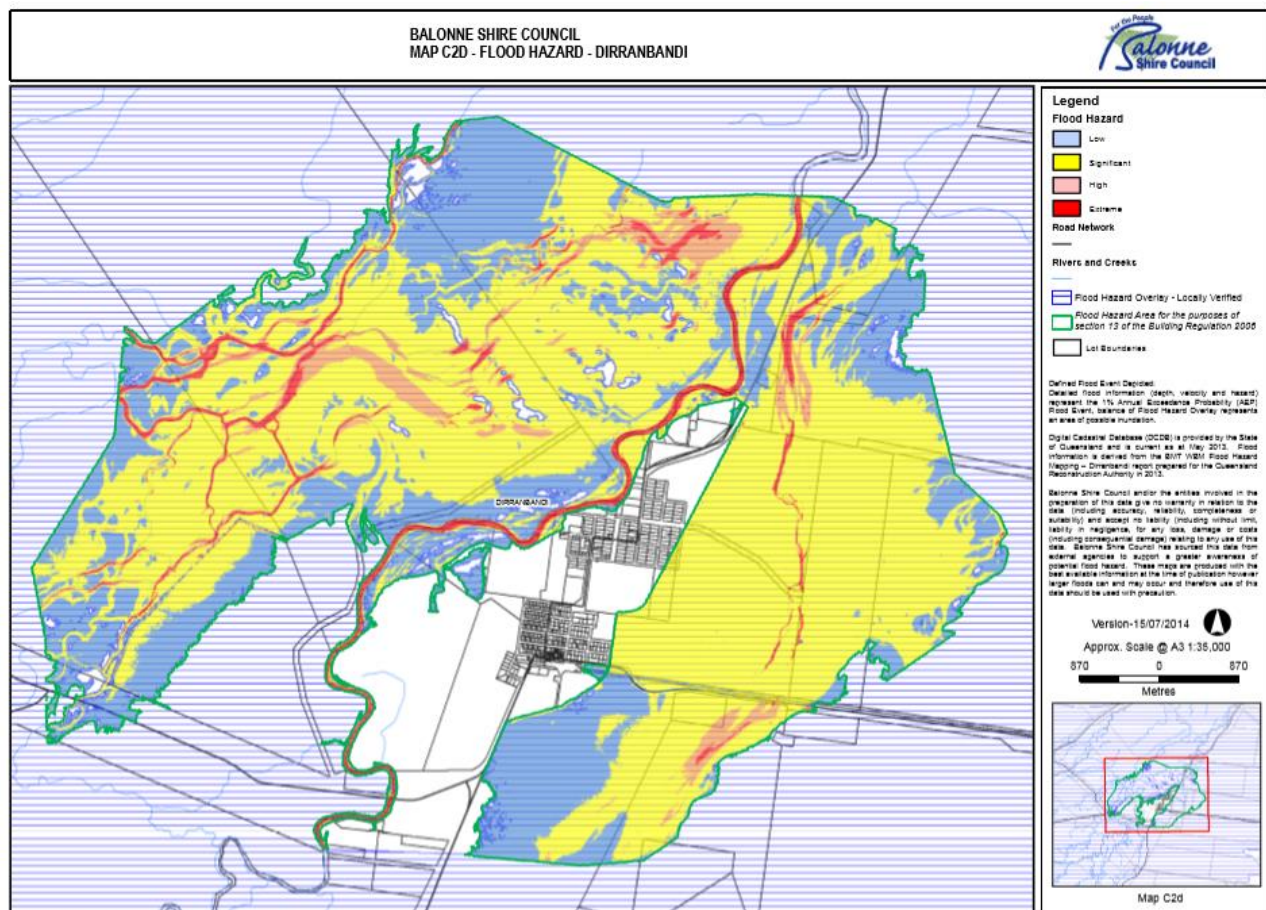 BALONNE SHIRE COUNCIL
MAP C2D - FLOOD HAZARD - DIRRANBANDI
For the People
Balonne
Shire Council
DIRRANBANDI
Legend
Flood Hazard
Low
Significant
High
Extreme
Road Network
Rivers and Creeks
Flood Hazard Overlay - Locally Verified
Flood Hazard Area for the purposes of
section 13 of the Building Regulation 2006
Lot Boundaries
Defined Flood Event Depicted:
Detailed flood information (depth, velocity and hazard)
represent the 1% Annual Exceedance Probability (AEP)
Flood Event, balance of Flood Hazard Overlay represents
an area of possible inundation.
Digital Cadastral Database (DCDB) is provided by the State
of Queensland and is current as at May 2013. Flood
information is derived from the BMT WBM Flood Hazard
Mapping – Dirranbandi report prepared for the Queensland
Reconstruction Authority in 2013.
Balonne Shire Council and/or the entities involved in the
preparation of this data give no warranty in relation to the
data (including accuracy, reliability, completeness or
suitability) and accept no liability (including without limit,
liability in negligence, for any loss, damage or costs
(including consequential damage) relating to any use of this
data. Balonne Shire Council has sourced this data from
external agencies to support a greater awareness of
potential flood hazard. These maps are produced with the
best available information at the time of publication however
larger floods can and may occur and therefore use of this
data should be used with precaution.
Version-15/07/2014
Approx. Scale @ A3 1:35,000
870 0 870
Metres
Map C2d